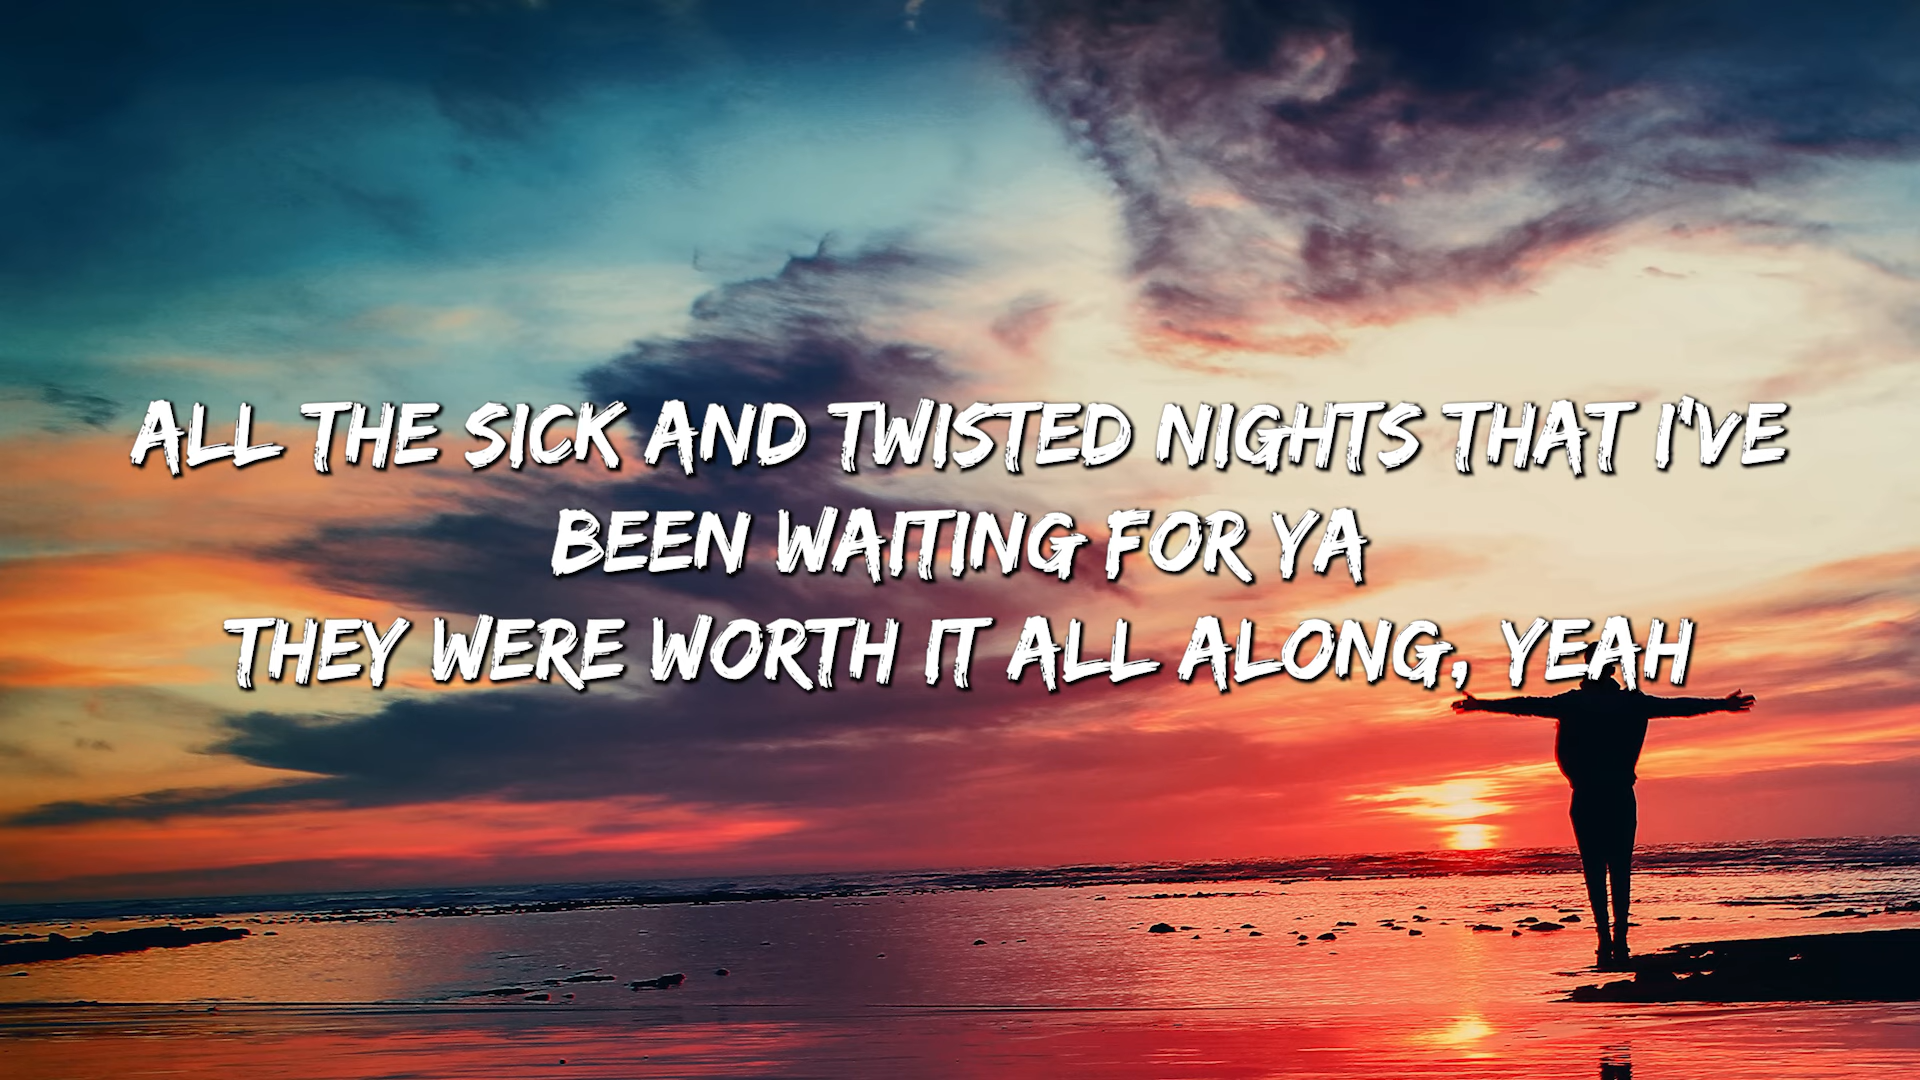 ALL THE SICK AND TWISTED NIGHTS THAT I'VE
BEEN WAITING FOR YA
THEY WERE WORTH IT ALL ALONG, YEAH